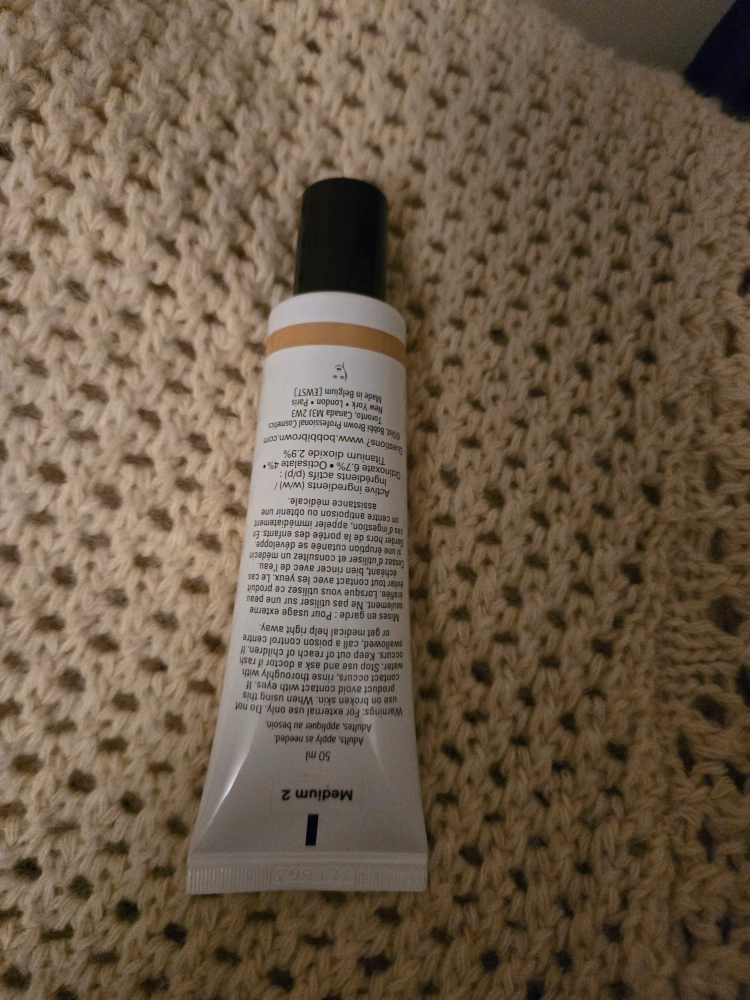 Medium 2
50 ml
Adults, apply as needed.
Adultes, appliquer au besoin.
Warnings: For external use only. Do not
use on broken skin. When using this
product avoid contact with eyes. If
contact occurs, rinse thoroughly with
water. Stop use and ask a doctor if rash
occurs. Keep out of reach of children. If
swallowed, call a poison control centre
or get medical help right away.
Mises en garde : Pour usage externe
seulement. Ne pas utiliser sur une peau
éraflée. Lorsque vous utilisez ce produit
éviter tout contact avec les yeux. Le cas
échéant, bien rincer avec de l'eau.
Cessez d'utiliser et consultez un médecin
si une éruption cutanée se développe.
Garder hors de la portée des enfants. En
cas d'ingestion, appeler immédiatement
un centre antipoison ou obtenir une
assistance médicale.
Active ingredients (w/w) /
Ingrédients actifs (p/p) :
Octinoxate 6.7% • Octisalate 4% •
Titanium dioxide 2.9%
Questions? www.bobbibrown.com
©Dist. Bobbi Brown Professional Cosmetics
Toronto, Canada M3J 2W3
New York • London • Paris
Made in Belgium [EWST]